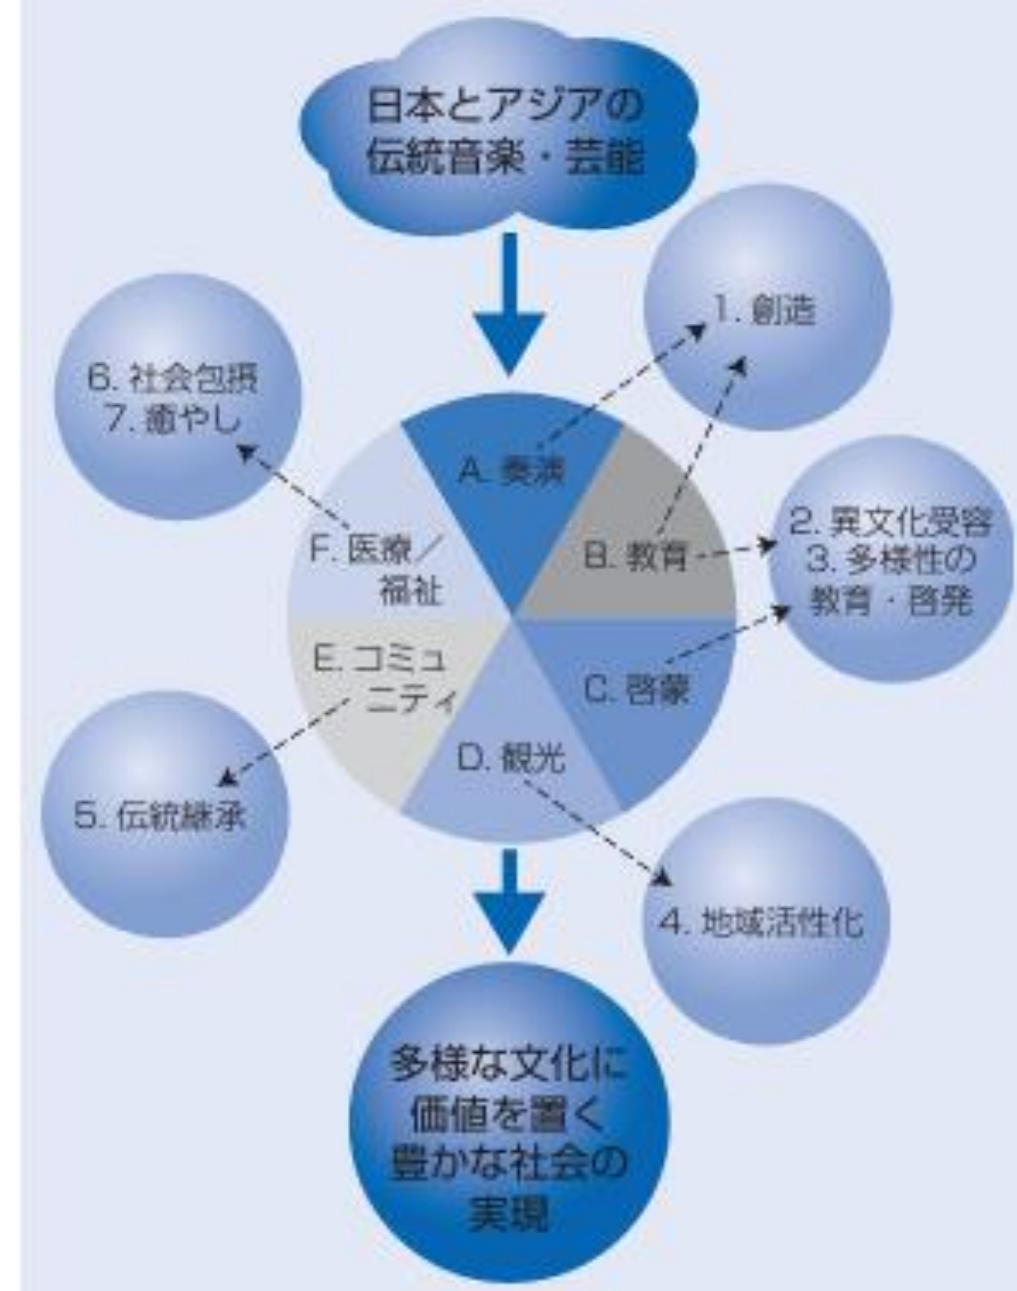 日本とアジアの
伝統音楽・芸能
1. 創造
6. 社会包摂
7. 癒やし
A. 奏演
2. 異文化受容
3. 多様性の
教育・啓発
B. 教育
F. 医療／
福祉
E. コミュ
ニティ
C. 啓蒙
D. 観光
5. 伝統継承
4. 地域活性化
多様な文化に
価値を置く
豊かな社会の
実現